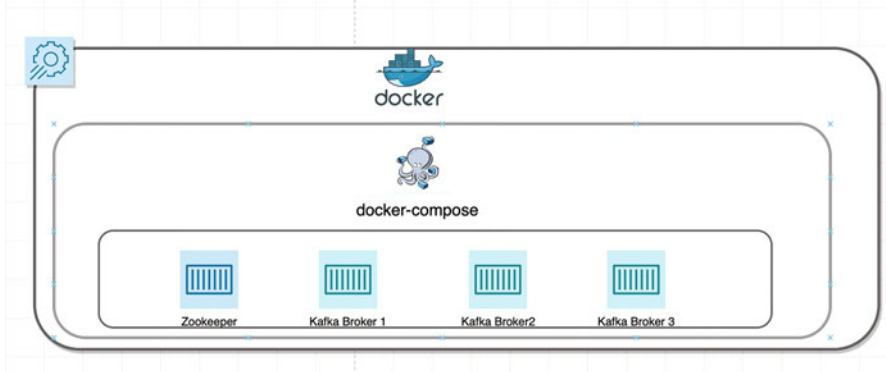 docker
docker-compose
Zookeeper
Kafka Broker 1
Kafka Broker2
Kafka Broker 3